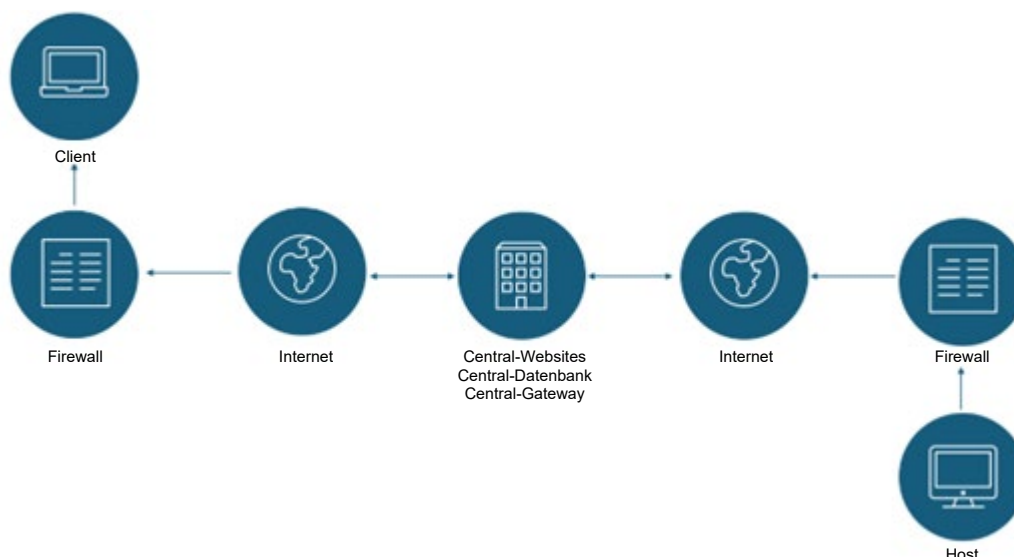 Client
Firewall
Internet
Central-Websites
Central-Datenbank
Central-Gateway
Internet
Firewall
Host